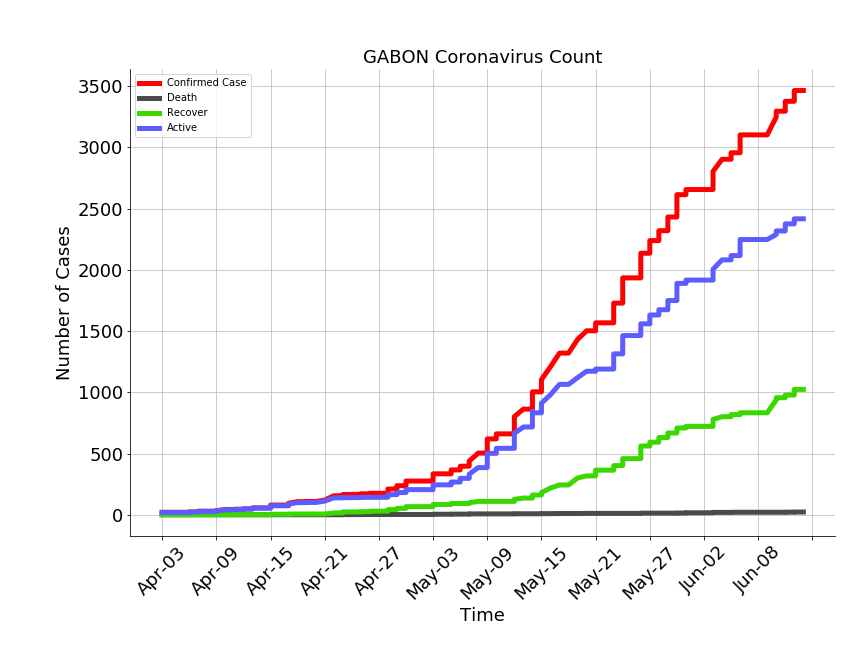 GABON Coronavirus Count
Confirmed Case
Death
Recover
Active
Number of Cases
3500
3000
2500
2000
1500
1000
500
0
Apr-03
Apr-09
Apr-15
Apr-21
Apr-27
May-03
May-09
May-15
May-21
May-27
Jun-02
Jun-08
Time